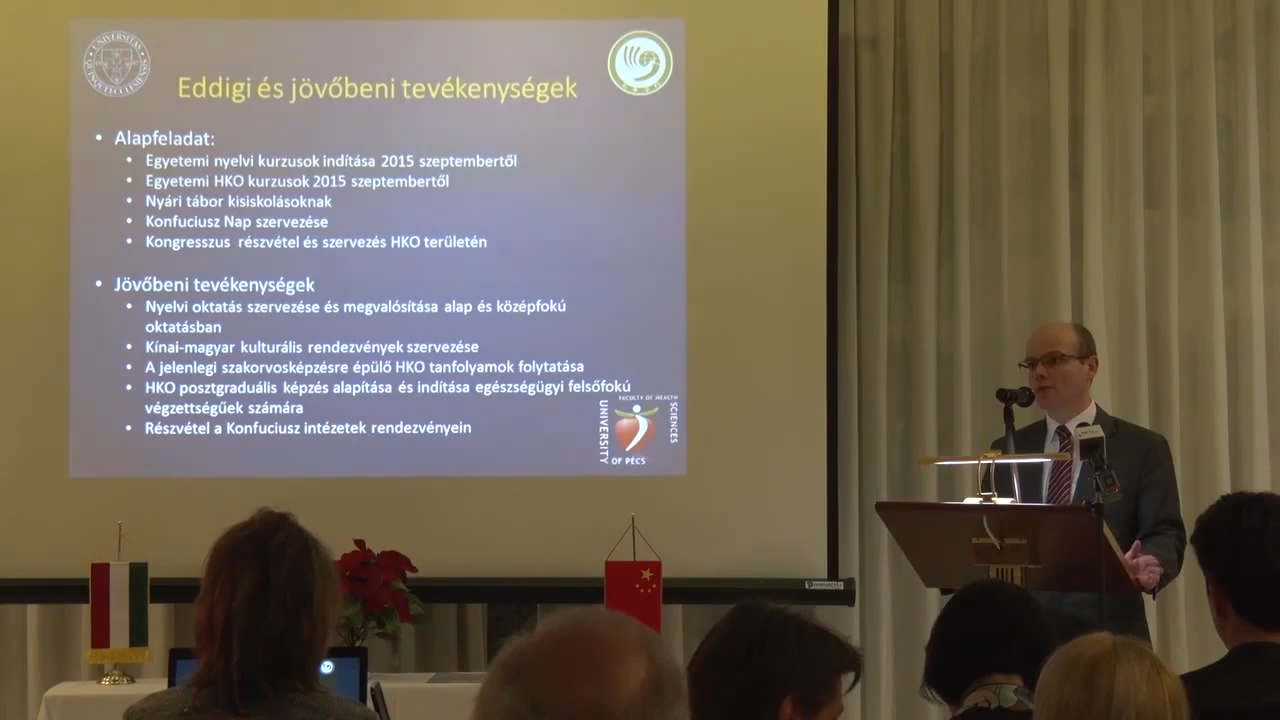 Eddigi és jövőbeni tevékenységek
• Alapfeladat:
• Egyetemi nyelvi kurzusok indítása 2015 szeptembertől
• Egyetemi HKO kurzusok 2015 szeptembertől
• Nyári tábor kisiskolásoknak
• Konfuciusz Nap szervezése
• Kongresszus részvétel és szervezés HKO területén
• Jövőbeni tevékenységek
• Nyelvi oktatás szervezése és megvalósítása alap és középfokú
oktatásban
• Kínai-magyar kulturális rendezvények szervezése
• A jelenlegi szakorvosképzésre épülő HKO tanfolyamok folytatása
• HKO posztgraduális képzés alapítása és indítása egészségügyi felsőfokú
végzettségűek számára
• Részvétel a Konfuciusz intézetek rendezvényein
FACULTY OF HEALTH
SCIENCES
UNIVERSITY
OF PÉCS